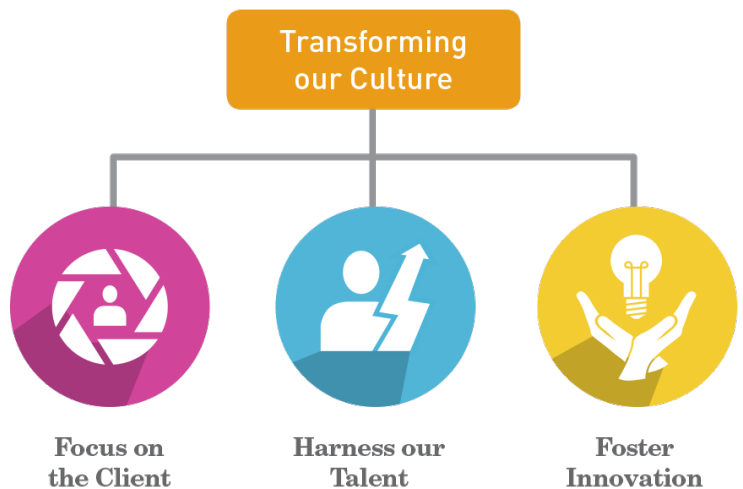 Transforming
our Culture
Focus on
the Client
Harness our
Talent
Foster
Innovation